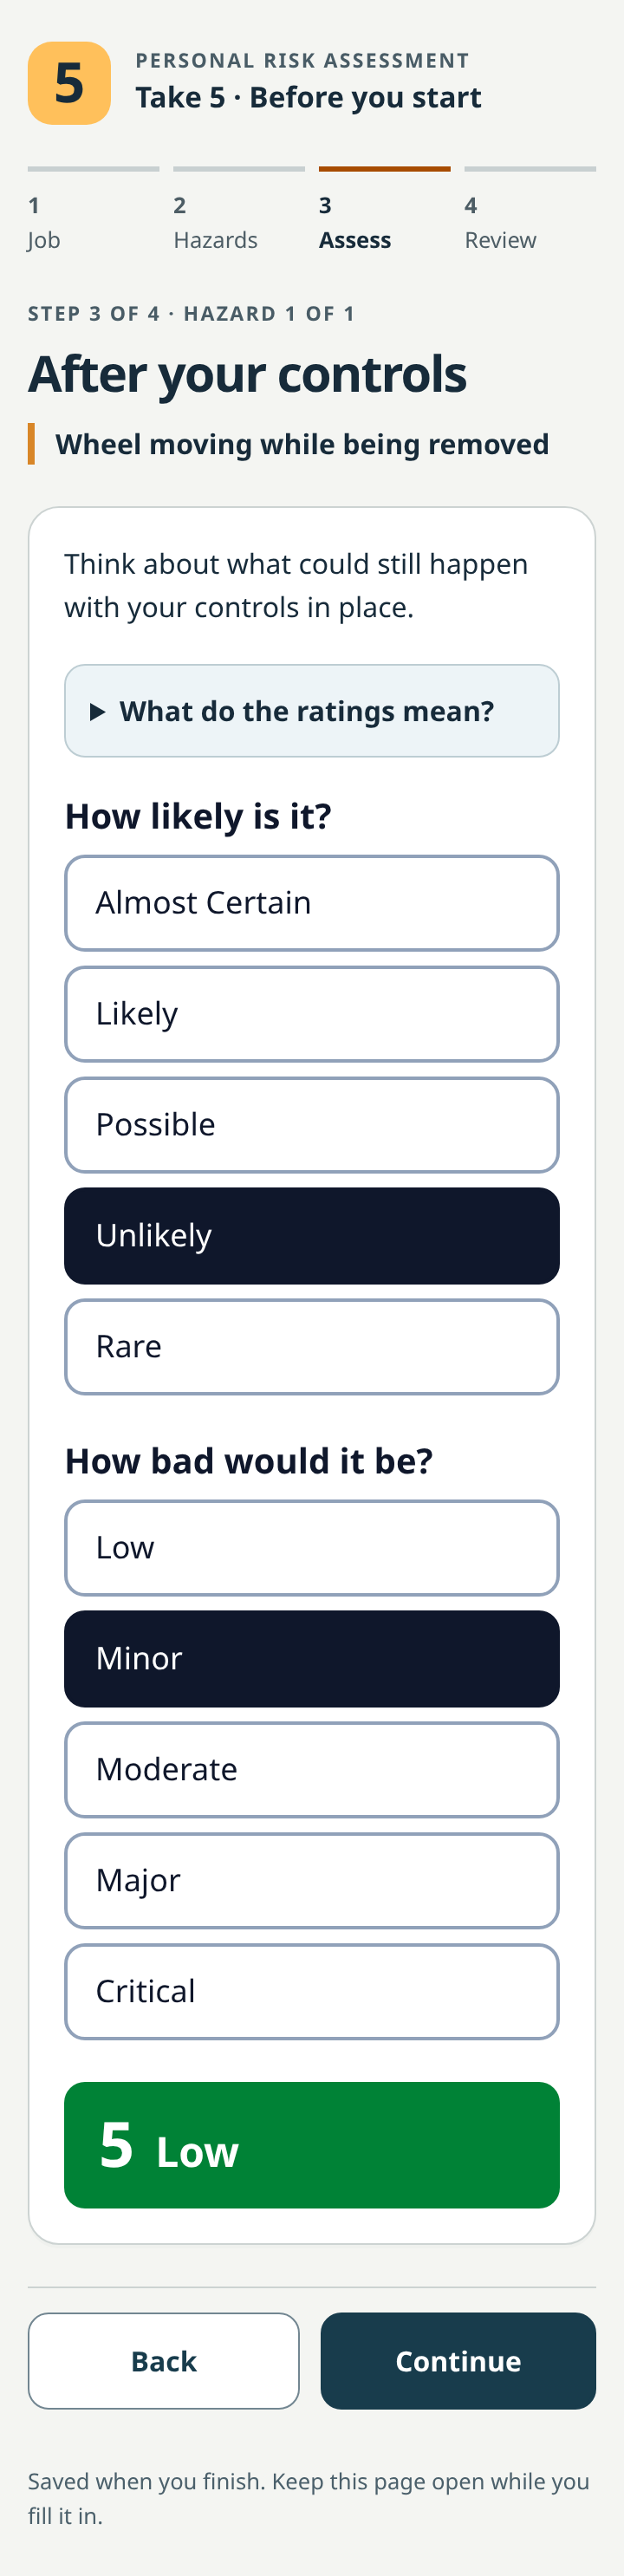 5
PERSONAL RISK ASSESSMENT
Take 5 · Before you start
1
Job
2
Hazards
3
Assess
4
Review
STEP 3 OF 4 · HAZARD 1 OF 1
After your controls
Wheel moving while being removed
Think about what could still happen
with your controls in place.
What do the ratings mean?
How likely is it?
Almost Certain
Likely
Possible
Unlikely
Rare
How bad would it be?
Low
Minor
Moderate
Major
Critical
5 Low
Back
Continue
Saved when you finish. Keep this page open while you
fill it in.